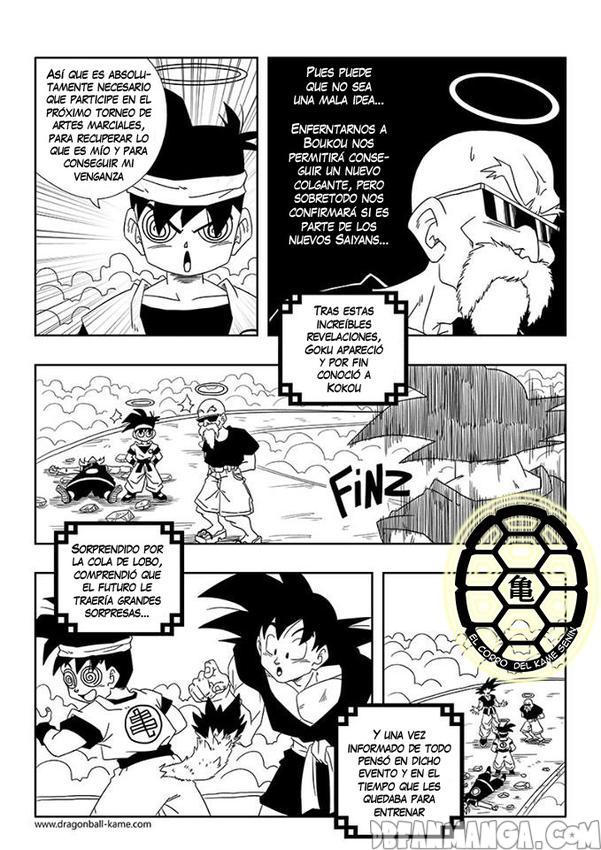 ASÍ QUE ES ABSOLU-
TAMENTE NECESARIO
QUE PARTICIPE EN EL
PRÓXIMO TORNEO DE
ARTES MARCIALES,
PARA RECUPERAR LO
QUE ES MÍO Y PARA
CONSEGUIR MI
VENGANZA
PUES PUEDE
QUE NO SEA
UNA MALA IDEA...
ENFERNTARNOS A
BOUKOU NOS
PERMITIRÁ CONSE-
GUIR UN NUEVO
COLGANTE, PERO
SOBRETODO NOS
CONFIRMARÁ SI ES
PARTE DE LOS
NUEVOS SAIYANS...
TRAS ESTAS
INCREÍBLES
REVELACIONES,
GOKU APARECIÓ Y
POR FIN
CONOCIÓ A
KOKOU
FINZ
SORPRENDIDO POR
LA COLA DE LOBO,
COMPRENDIÓ QUE
EL FUTURO LE
TRAERÍA GRANDES
SORPRESAS...
亀
EL CORRO DEL KAME SENIN
亀
Y UNA VEZ
INFORMADO DE TODO
PENSÓ EN DICHO
EVENTO Y EN EL
TIEMPO QUE LES
QUEDABA PARA
ENTRENAR
www.dragonball-kame.com
DBFANMANGA.COM